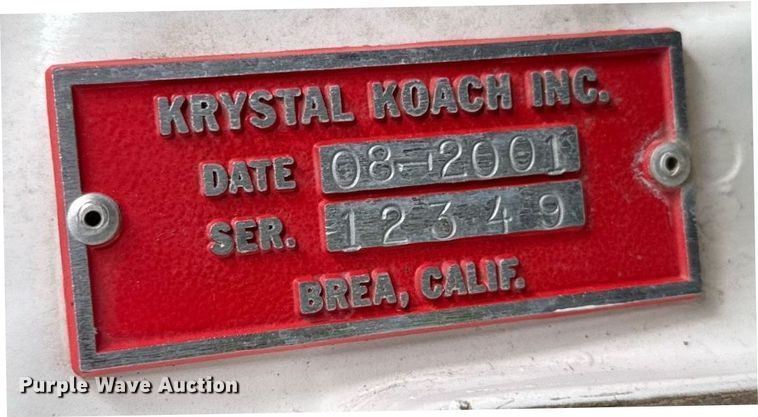 KRYSTAL KOACH INC.
DATE 08-2001
SER. 12349
BREA, CALIF.
Purple Wave Auction